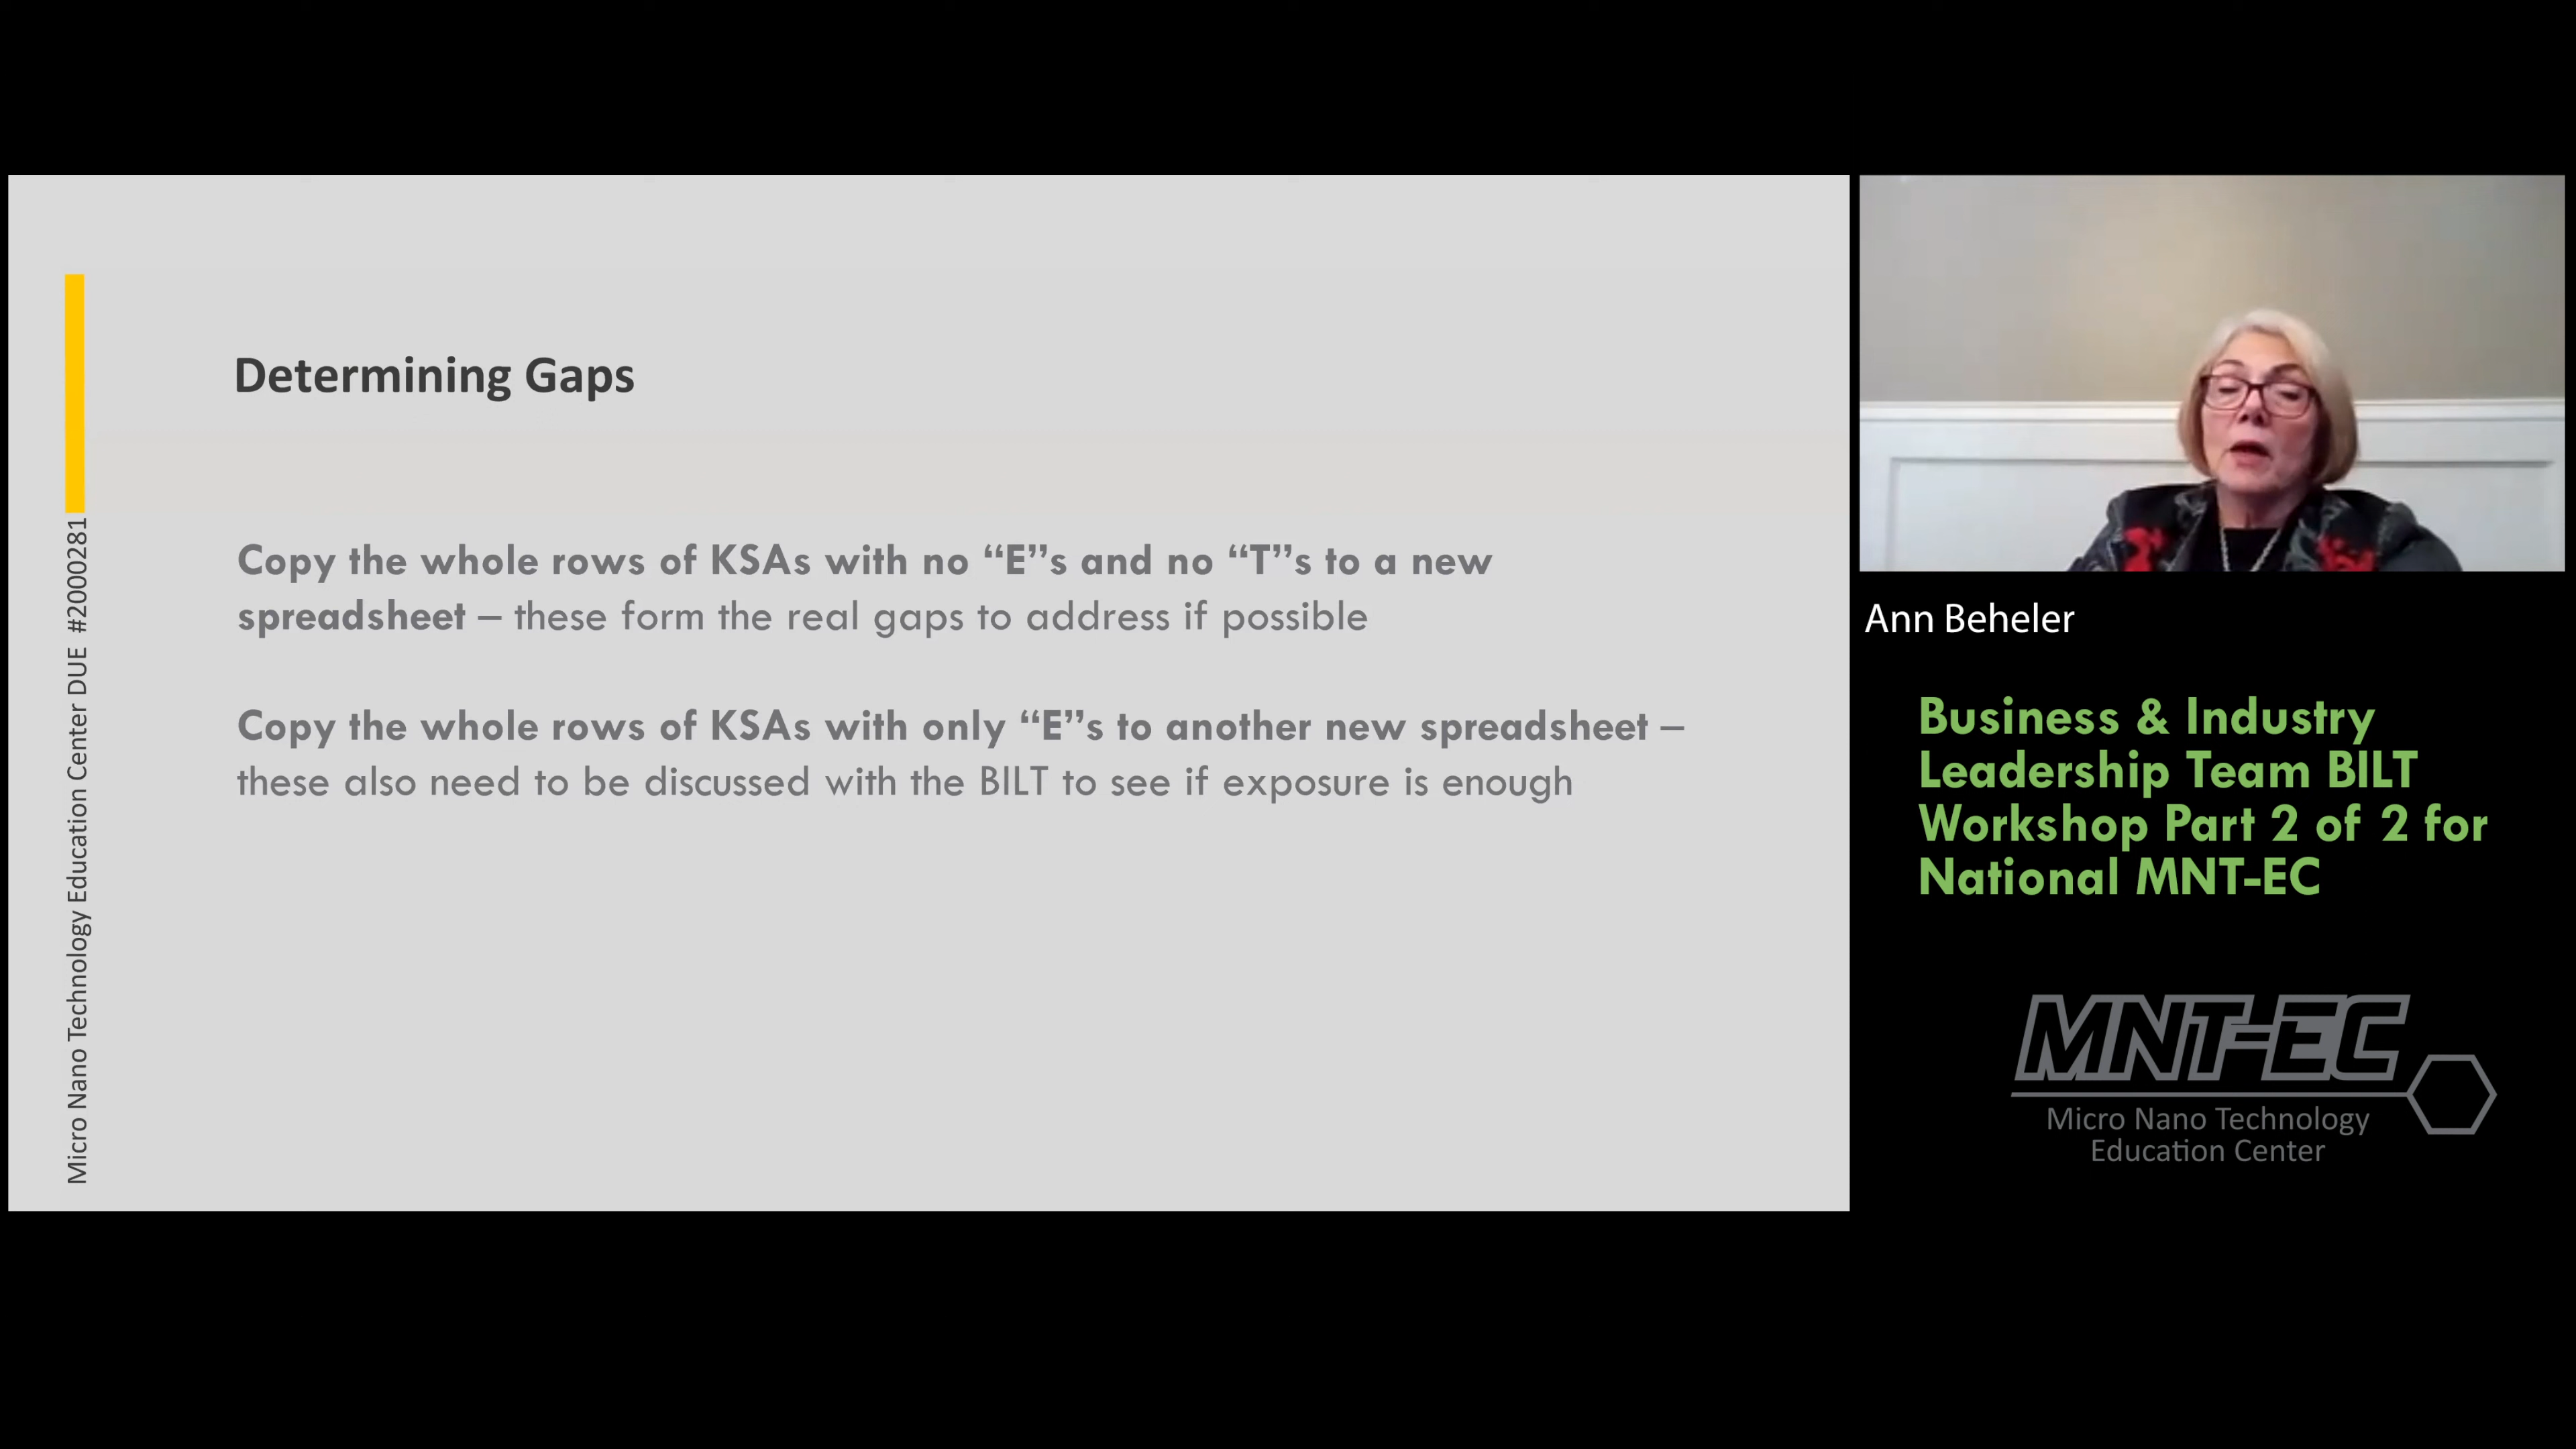 Determining Gaps
Copy the whole rows of KSAs with no “E”s and no “T”s to a new
spreadsheet – these form the real gaps to address if possible
Copy the whole rows of KSAs with only “E”s to another new spreadsheet –
these also need to be discussed with the BILT to see if exposure is enough
Micro Nano Technology Education Center DUE #2000281
Ann Beheler
Business & Industry
Leadership Team BILT
Workshop Part 2 of 2 for
National MNT-EC
MNT-EC
Micro Nano Technology
Education Center